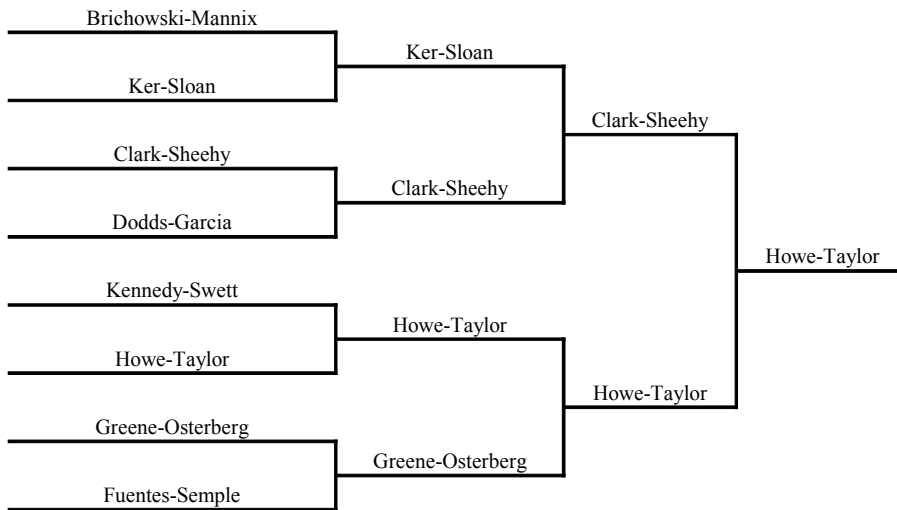 Brichowski-Mannix
Ker-Sloan
Ker-Sloan
Clark-Sheehy
Clark-Sheehy
Clark-Sheehy
Dodds-Garcia
Howe-Taylor
Kennedy-Swett
Howe-Taylor
Howe-Taylor
Howe-Taylor
Greene-Osterberg
Greene-Osterberg
Fuentes-Semple